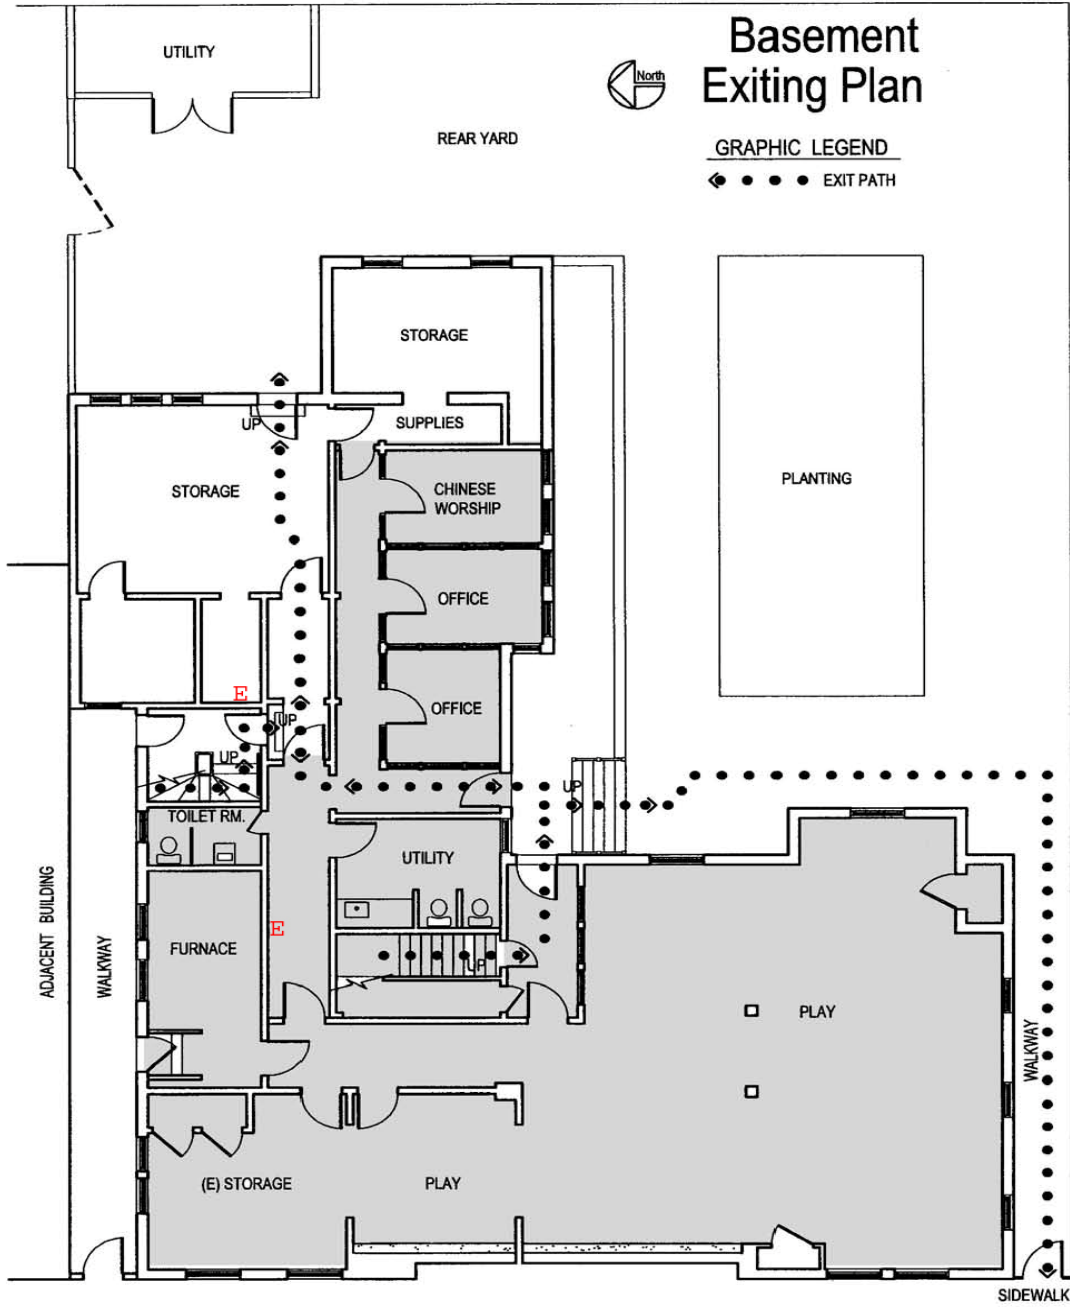 Basement
Exiting Plan
North
UTILITY
REAR YARD
GRAPHIC LEGEND
EXIT PATH
STORAGE
UP
SUPPLIES
STORAGE
CHINESE
WORSHIP
PLANTING
OFFICE
E
OFFICE
UP
UP
UP
TOILET RM.
UTILITY
ADJACENT BUILDING
WALKWAY
E
FURNACE
UP
PLAY
WALKWAY
(E) STORAGE
PLAY
SIDEWALK